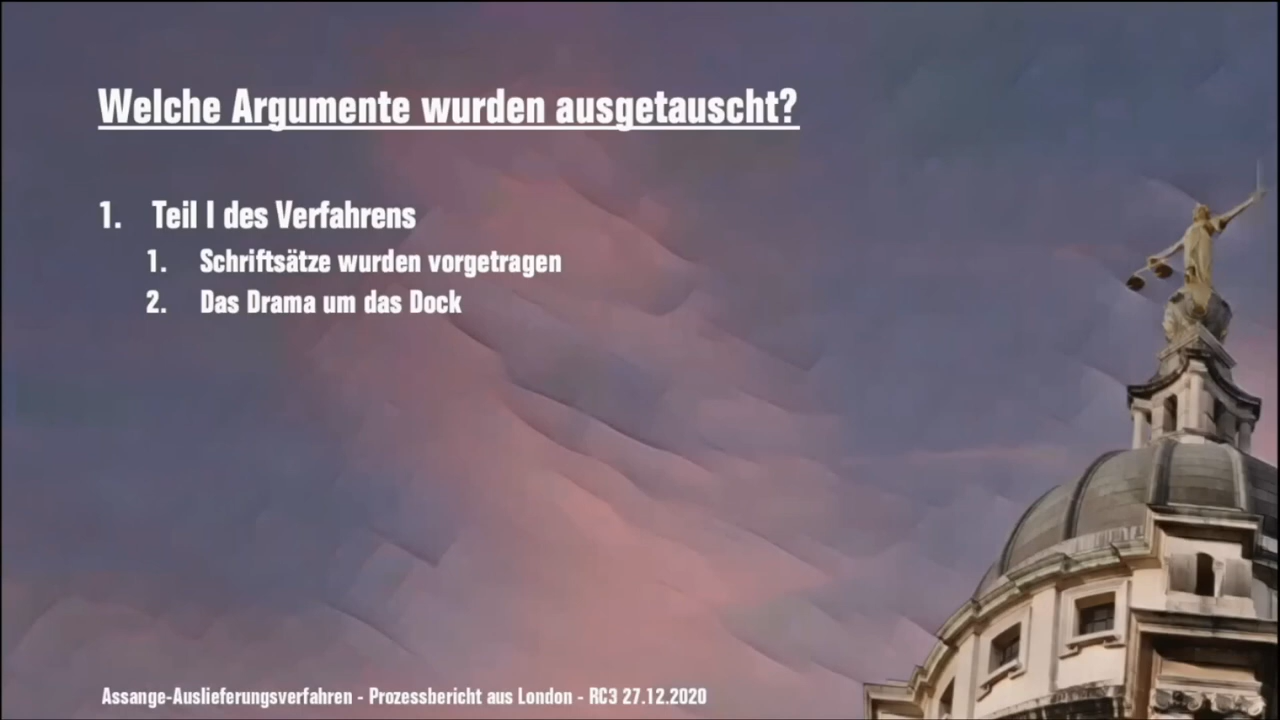 Welche Argumente wurden ausgetauscht?
1. Teil I des Verfahrens
1. Schriftsätze wurden vorgetragen
2. Das Drama um das Dock
Assange-Auslieferungsverfahren - Prozessbericht aus London - RC3 27.12.2020